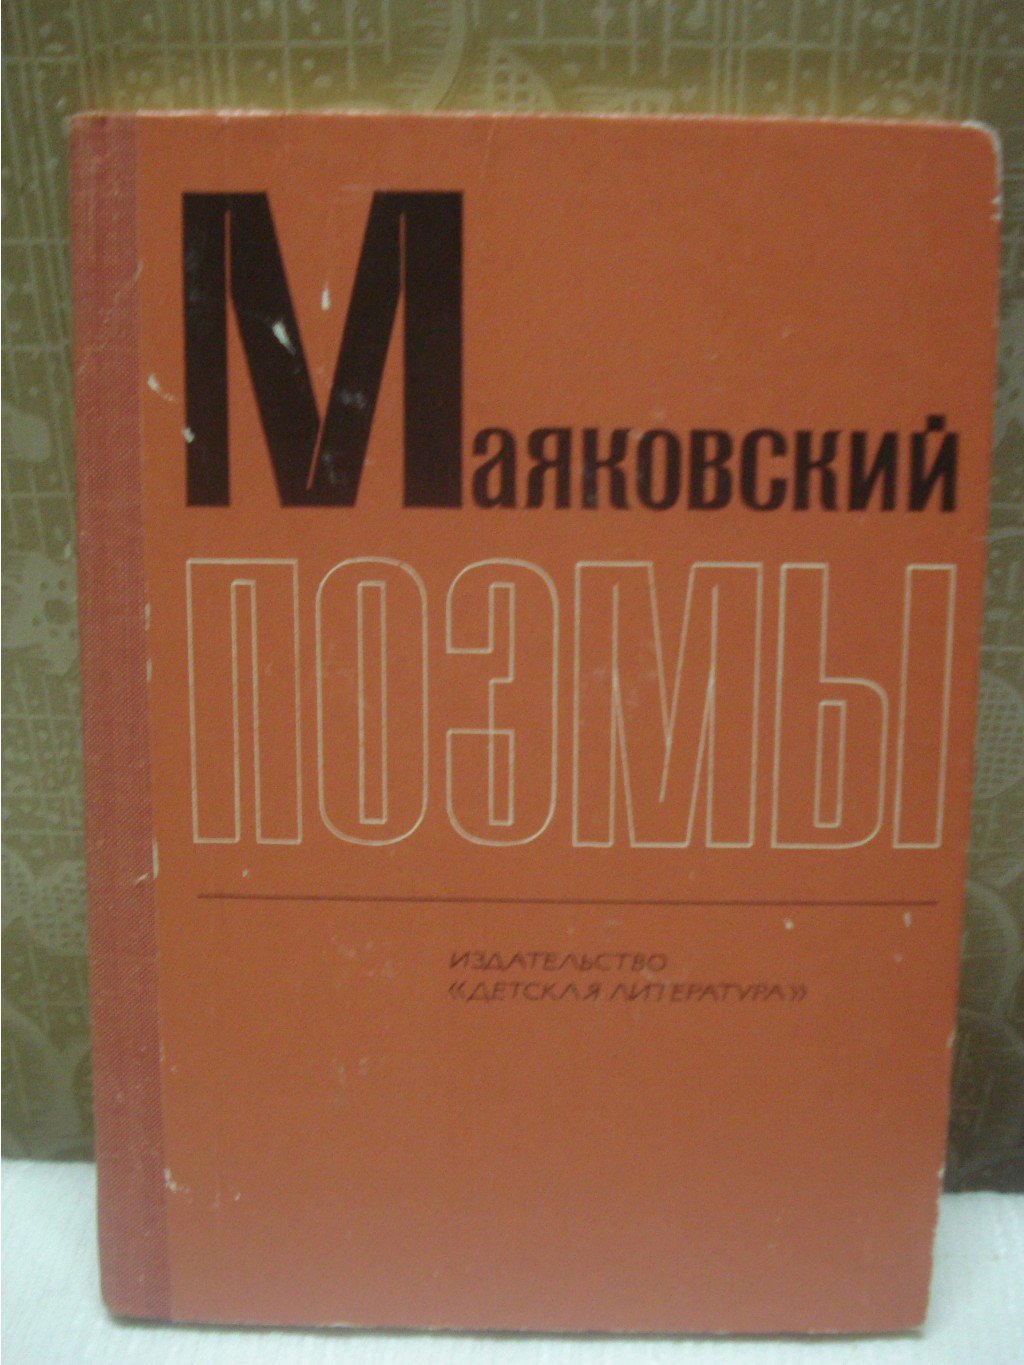 Маяковский
ПОЭМЫ
ИЗДАТЕЛЬСТВО
«ДЕТСКАЯ ЛИТЕРАТУРА»